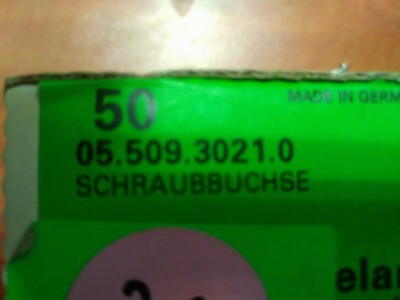 50
MADE IN GERM
05.509.3021.0
SCHRAUBBUCHSE
ela